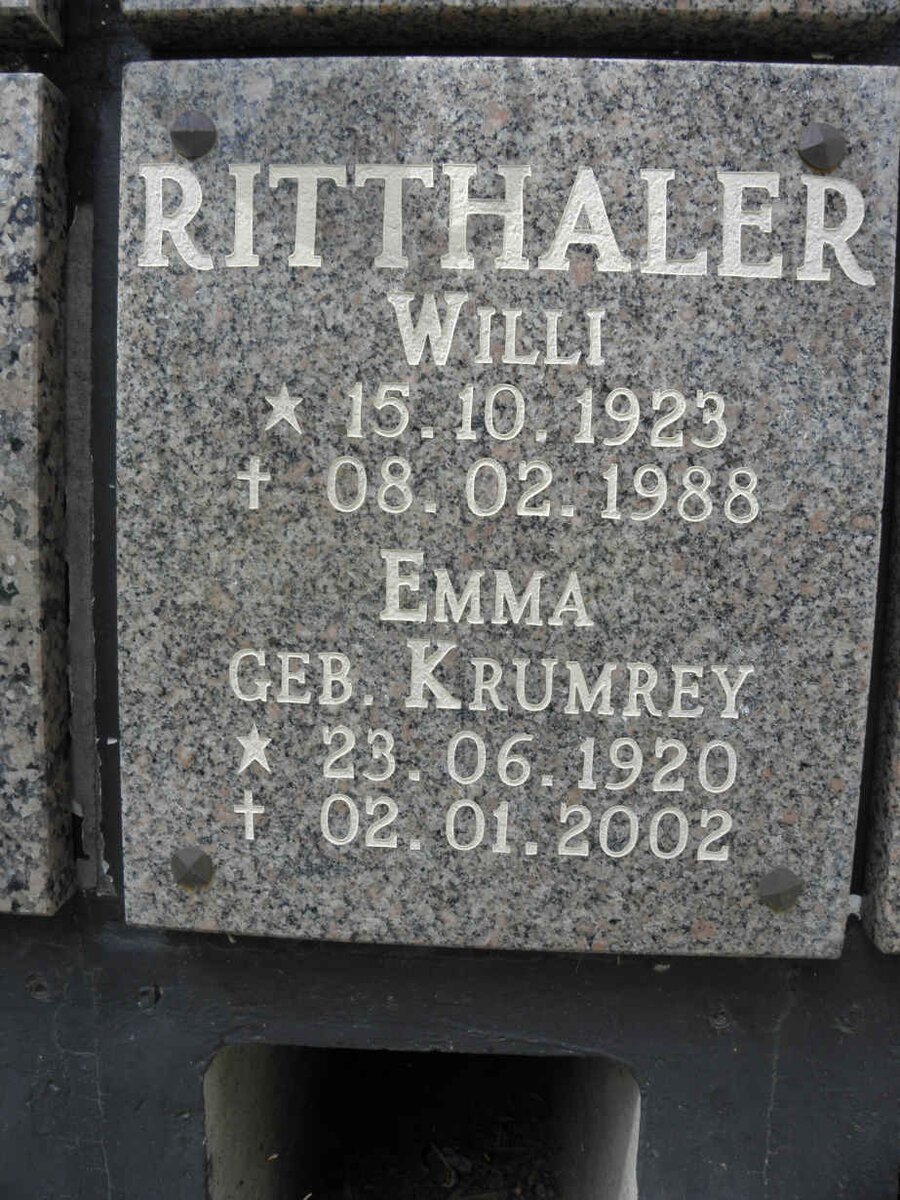 RITTHALER
WILLI
★ 15.10.1923
✝ 08.02.1988
EMMA
GEB. KRUMREY
★ 23.06.1920
✝ 02.01.2002